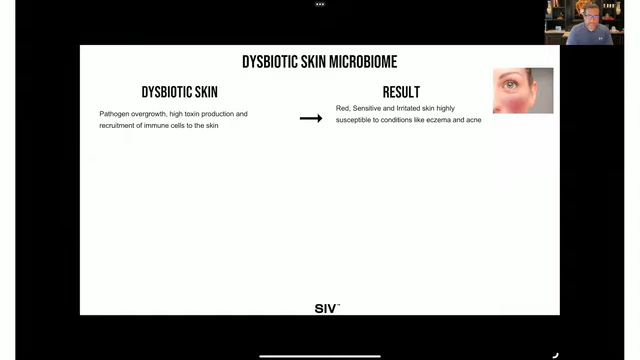 DYSBIOTIC SKIN MICROBIOME
DYSBIOTIC SKIN
Pathogen overgrowth, high toxin production and
recruitment of immune cells to the skin
RESULT
Red, Sensitive and Irritated skin highly
susceptible to conditions like eczema and acne
SIV™